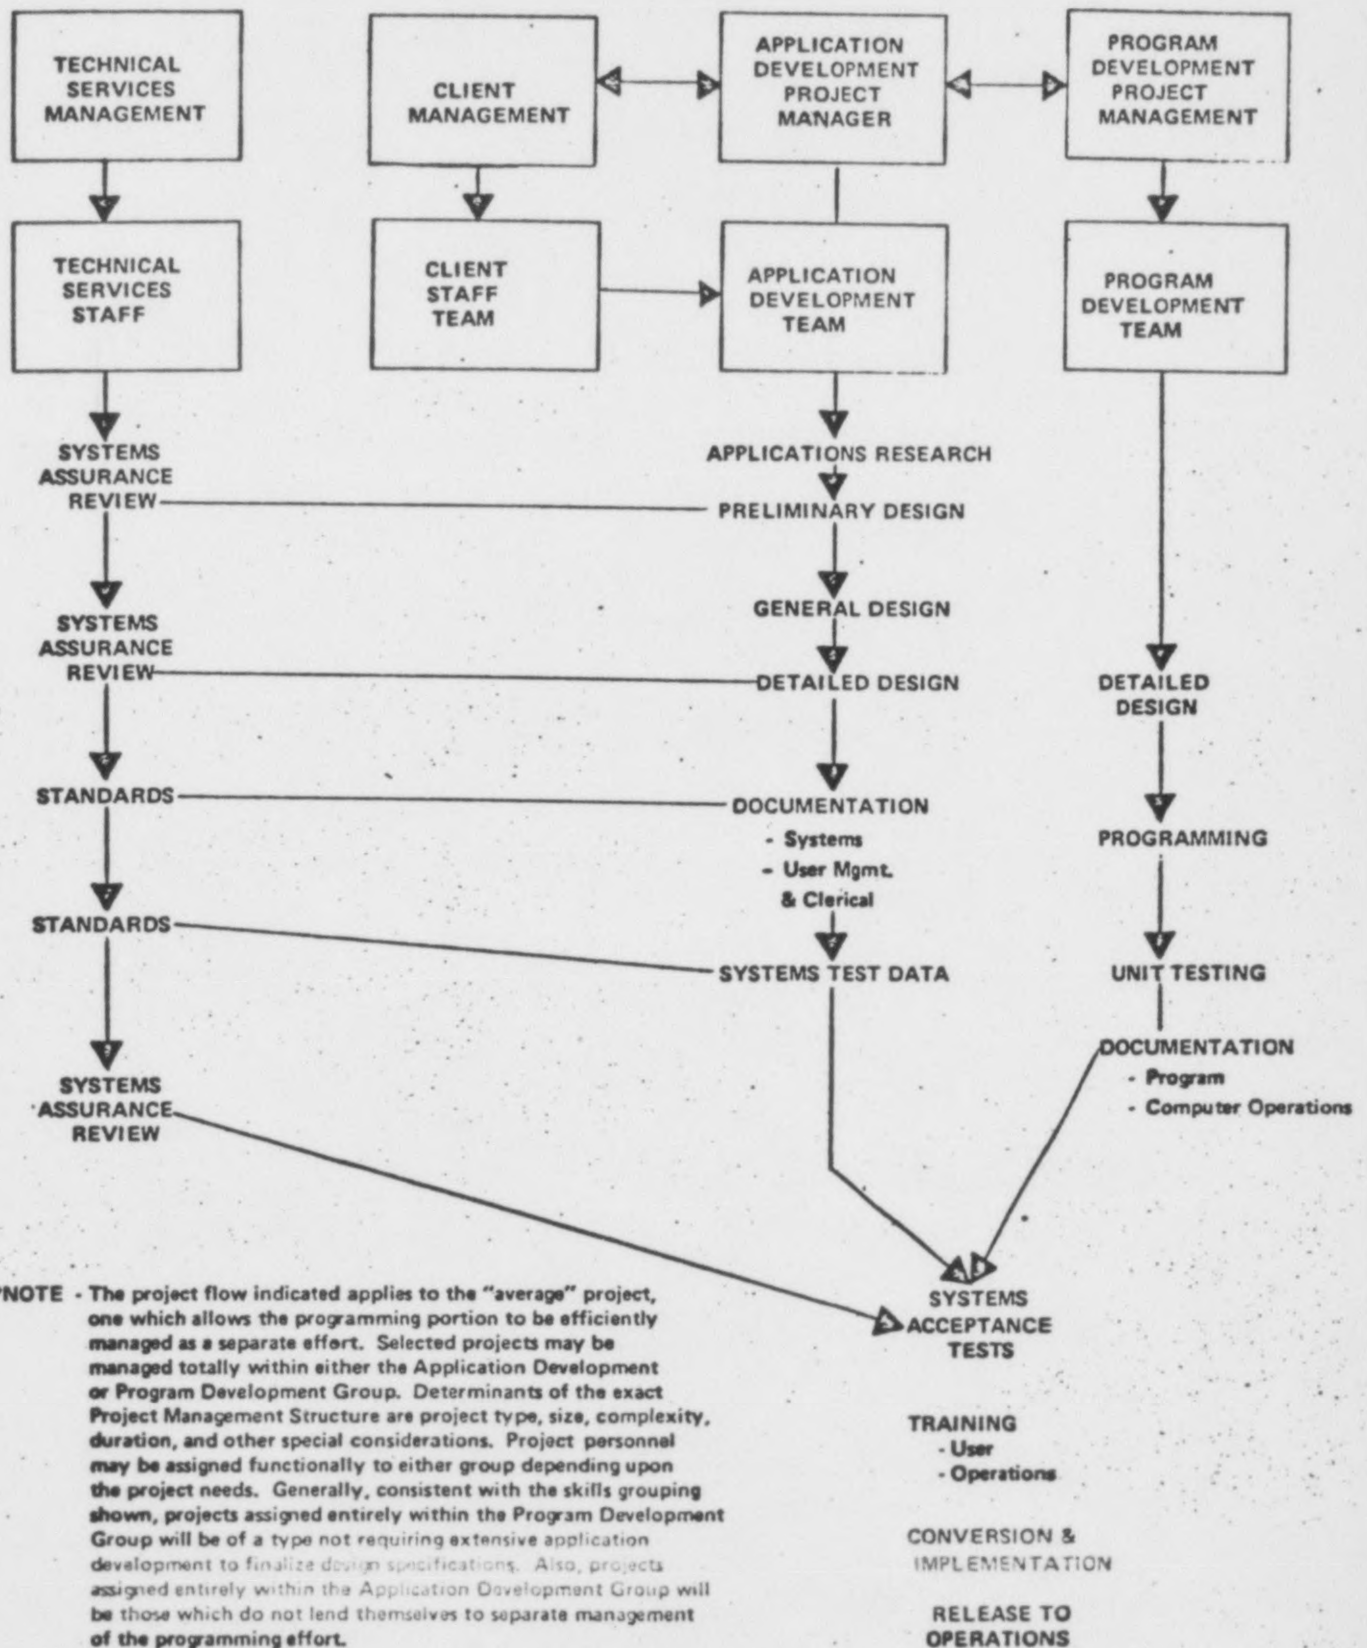 TECHNICAL
SERVICES
MANAGEMENT
CLIENT
MANAGEMENT
APPLICATION
DEVELOPMENT
PROJECT
MANAGER
PROGRAM
DEVELOPMENT
PROJECT
MANAGEMENT
TECHNICAL
SERVICES
STAFF
CLIENT
STAFF
TEAM
APPLICATION
DEVELOPMENT
TEAM
PROGRAM
DEVELOPMENT
TEAM
SYSTEMS
ASSURANCE
REVIEW
SYSTEMS
ASSURANCE
REVIEW
STANDARDS
STANDARDS
SYSTEMS
ASSURANCE
REVIEW
APPLICATIONS RESEARCH
PRELIMINARY DESIGN
GENERAL DESIGN
DETAILED DESIGN
DOCUMENTATION
- Systems
- User Mgmt.
& Clerical
SYSTEMS TEST DATA
DETAILED
DESIGN
PROGRAMMING
UNIT TESTING
DOCUMENTATION
- Program
- Computer Operations
SYSTEMS
ACCEPTANCE
TESTS
TRAINING
- User
- Operations
CONVERSION &
IMPLEMENTATION
RELEASE TO
OPERATIONS
*NOTE - The project flow indicated applies to the "average" project,
one which allows the programming portion to be efficiently
managed as a separate effort. Selected projects may be
managed totally within either the Application Development
or Program Development Group. Determinants of the exact
Project Management Structure are project type, size, complexity,
duration, and other special considerations. Project personnel
may be assigned functionally to either group depending upon
the project needs. Generally, consistent with the skills grouping
shown, projects assigned entirely within the Program Development
Group will be of a type not requiring extensive application
development to finalize design specifications. Also, projects
assigned entirely within the Application Development Group will
be those which do not lend themselves to separate management
of the programming effort.